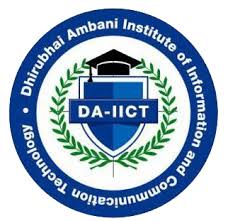 Dhirubhai Ambani Institute of Information and Communication Technology •
DA-IICT